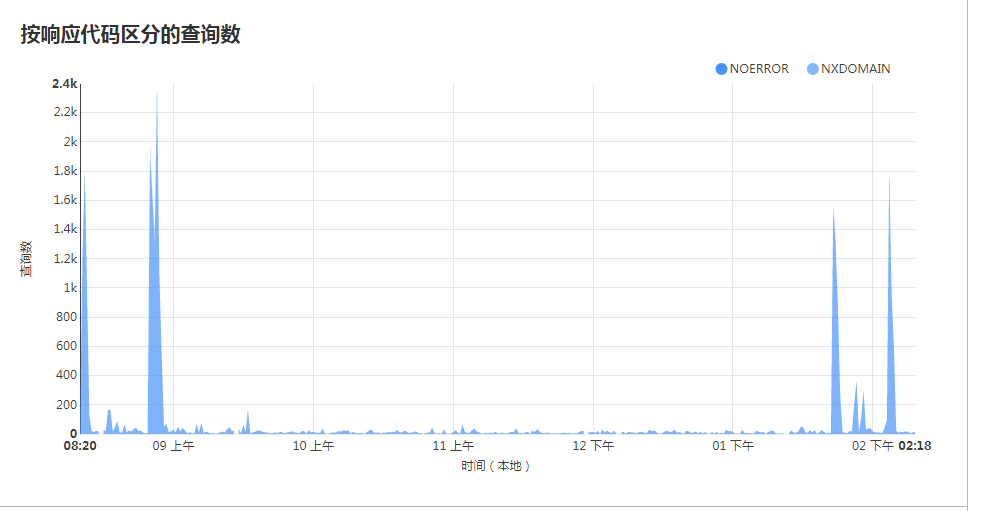 按响应代码区分的查询数
NOERROR NXDOMAIN
2.4k
2.2k
2k
1.8k
1.6k
1.4k
1.2k
1k
800
600
400
200
0
查询数
08:20 09 上午 10 上午 11 上午 12 下午 01 下午 02 下午 02:18
时间（本地）